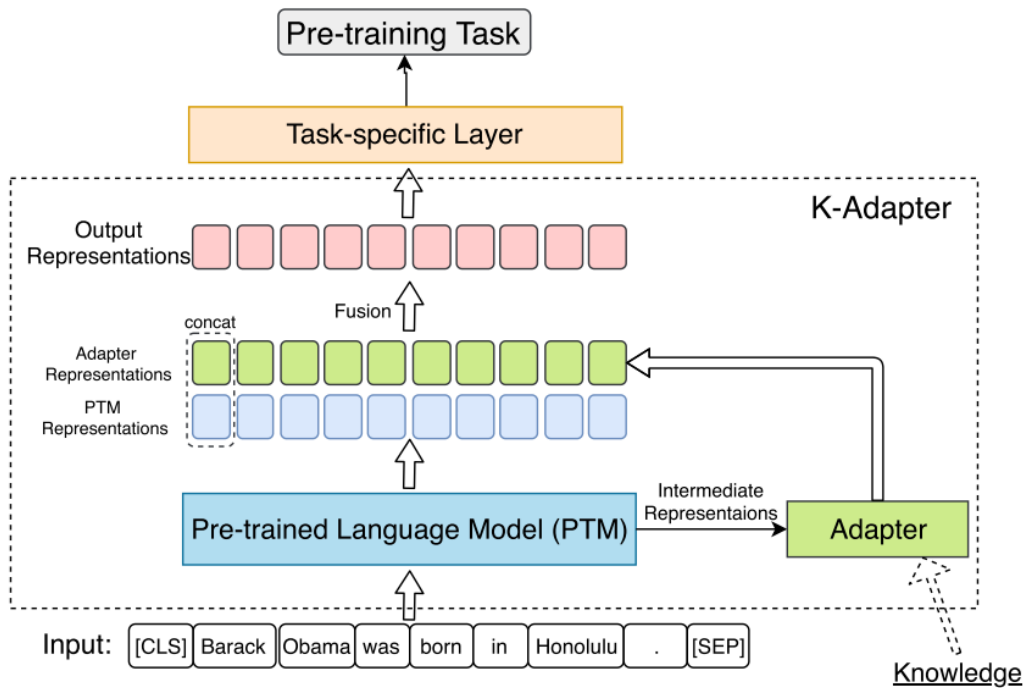 Pre-training Task
Task-specific Layer
K-Adapter
Output
Representations
Fusion
concat
Adapter
Representations
PTM
Representations
Intermediate
Representaions
Pre-trained Language Model (PTM)
Adapter
Input: [CLS] Barack Obama was born in Honolulu . [SEP]
Knowledge